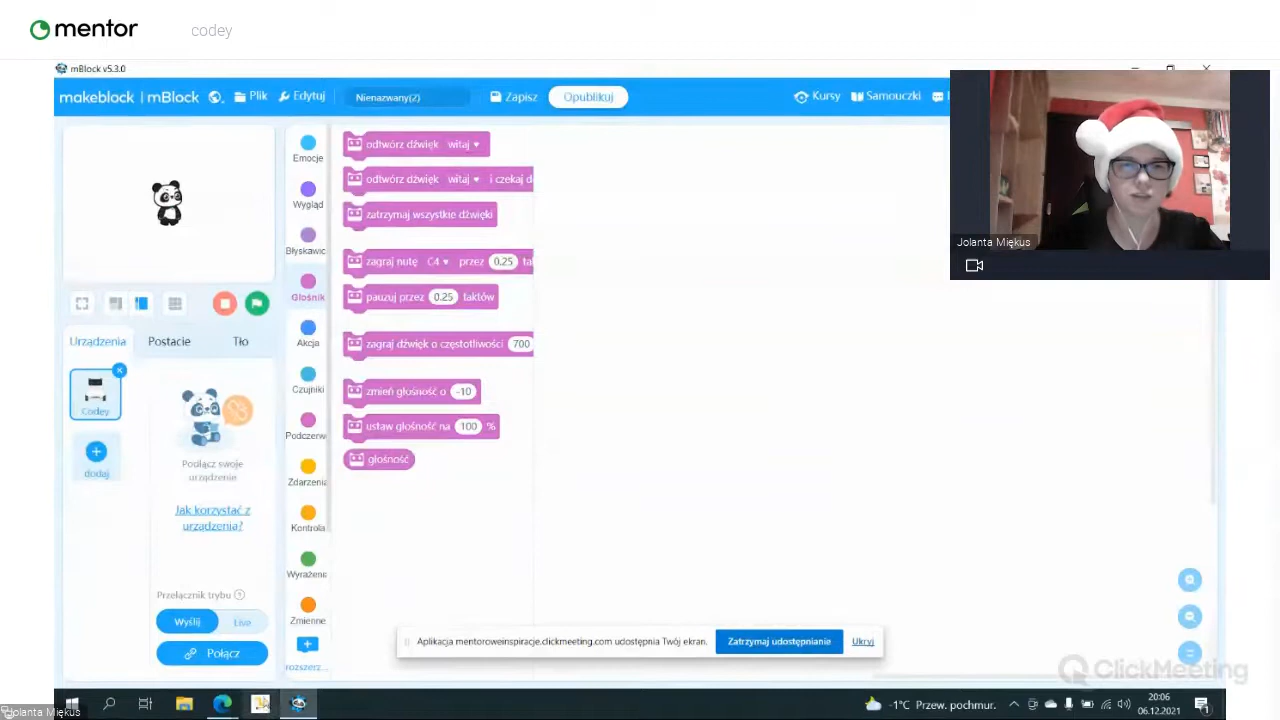 mentor
codey
mBlock v5.3.0
makeblock | mBlock
Plik
Edytuj
Nienazwany(2)
Zapisz
Opublikuj
Kursy
Samouczki
Jolanta Miękus
Emocje
Wygląd
Błyskawic
Głośnik
Akcja
Czujniki
Podczerw
Zdarzenia
Kontrola
Wyrażena
Zmienne
rozszerz...
odtwórz dźwięk witaj
odtwórz dźwięk witaj i czekaj d
zatrzymaj wszystkie dźwięki
zagraj nutę C4 przez 0.25 tak
pauzuj przez 0.25 taktów
zagraj dźwięk o częstotliwości 700
zmień głośność o -10
ustaw głośność na 100 %
głośność
Urządzenia
Postacie
Tło
Codey
dodaj
Podłącz swoje
urządzenie
Jak korzystać z
urządzenia?
Przełącznik trybu
Wyślij
Live
Połącz
Aplikacja mentoroweinspiracje.clickmeeting.com udostępnia Twój ekran.
Zatrzymaj udostępnianie
Ukryj
ClickMeeting
Jolanta Miękus
-1°C Przew. pochmur.
20:06
06.12.2021
1